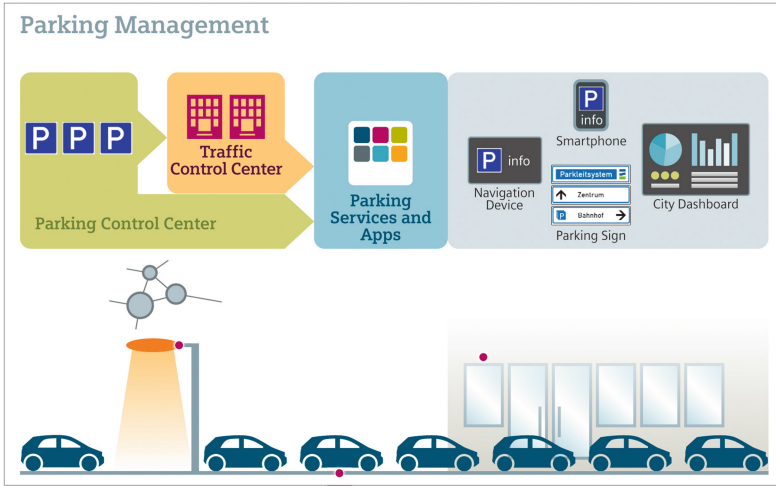 Parking Management
P P P
Traffic
Control Center
Parking Control Center
Parking
Services and
Apps
P info
Navigation
Device
P
info
Smartphone
Parkleitsystem
Zentrum
P Bahnhof
Parking Sign
City Dashboard